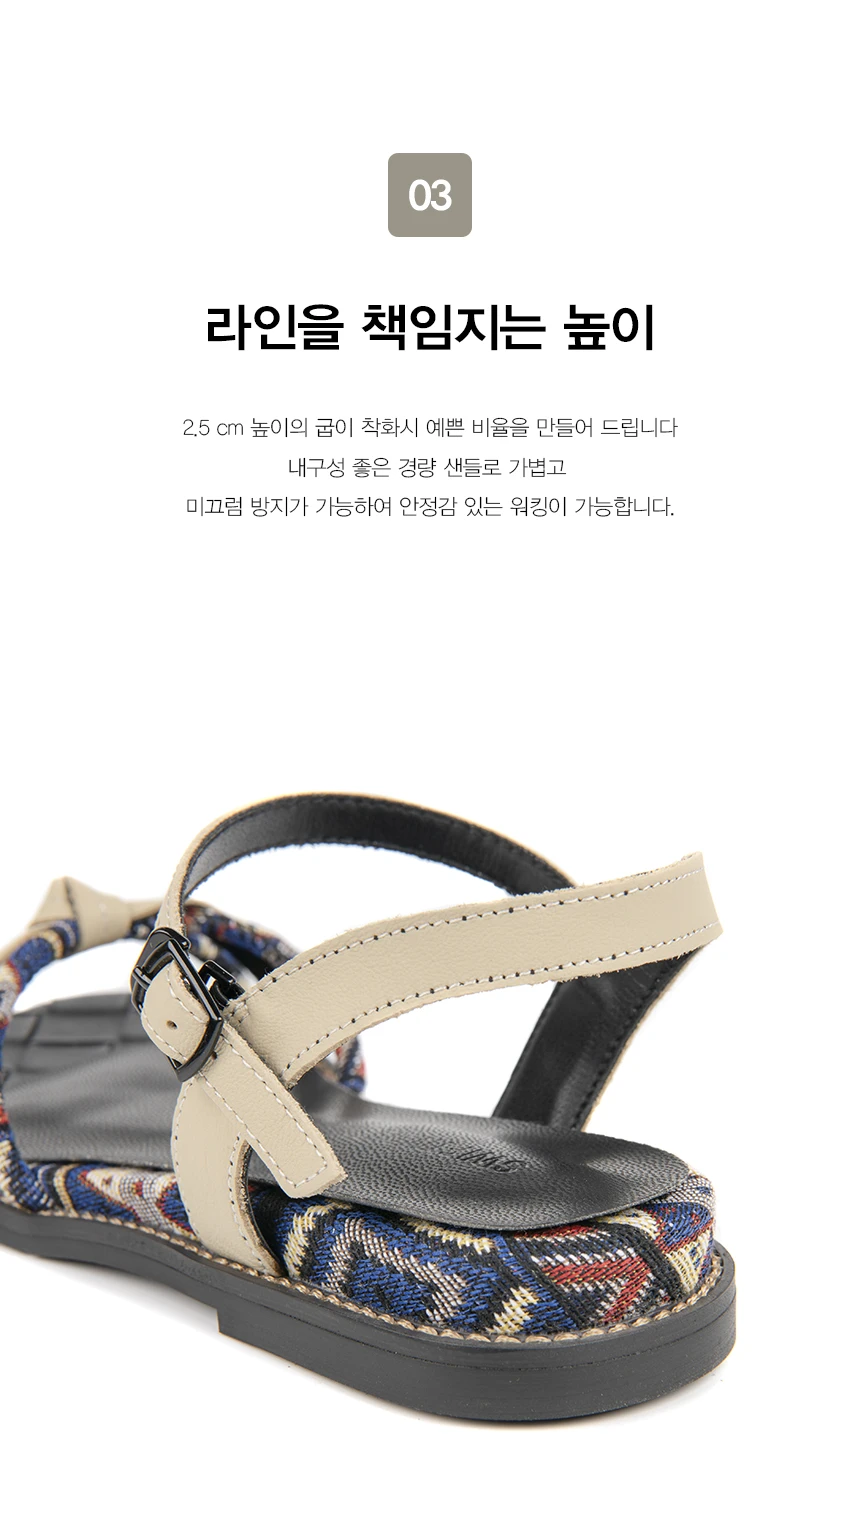 03
라인을 책임지는 높이
2.5 cm 높이의 굽이 착화시 예쁜 비율을 만들어 드립니다
내구성 좋은 경량 샌들로 가볍고
미끄럼 방지가 가능하여 안정감 있는 워킹이 가능합니다.